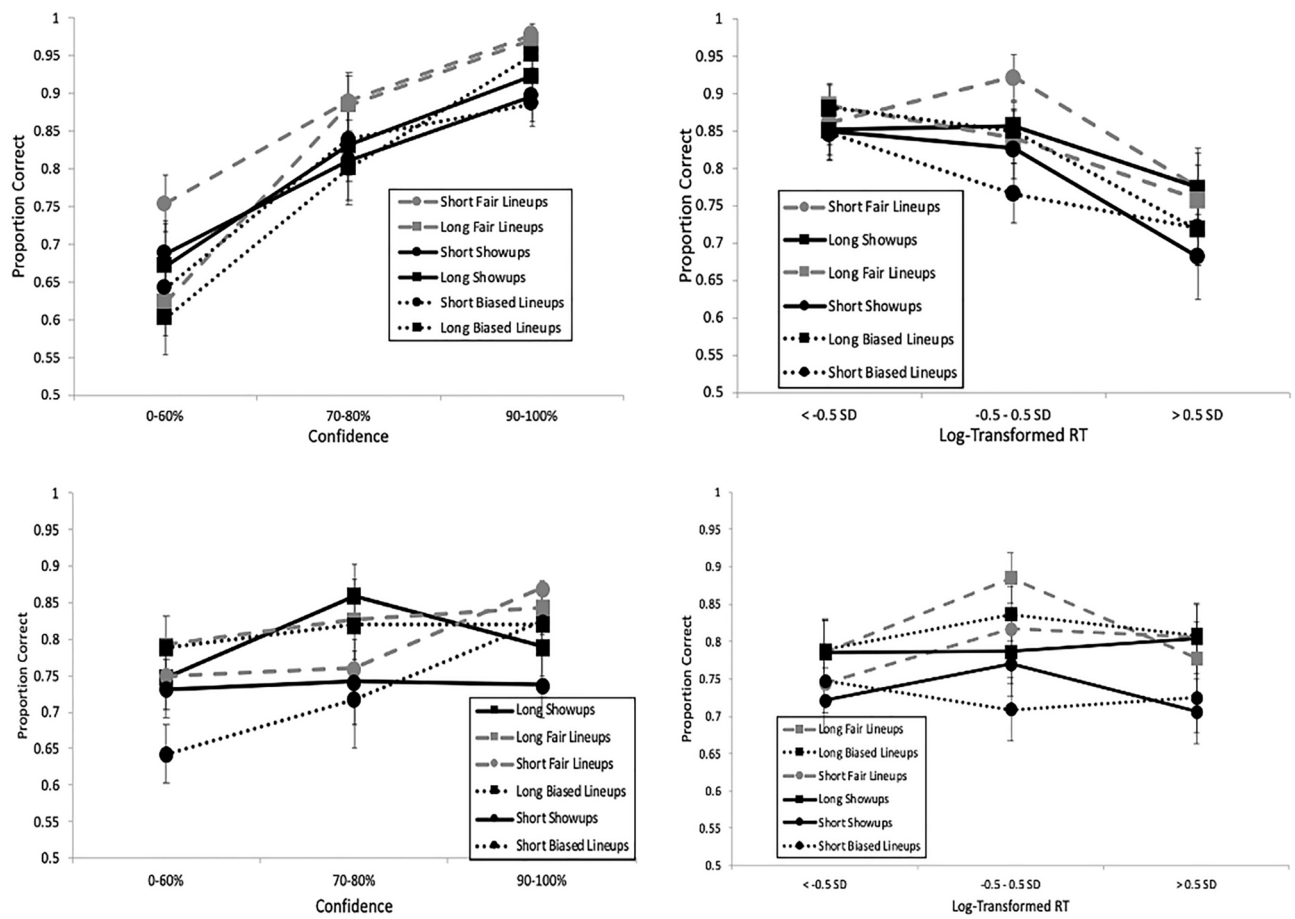 1
0.95
0.9
0.85
0.8
0.75
0.7
0.65
0.6
0.55
0.5
Proportion Correct
0-60%
70-80%
90-100%
Confidence
Short Fair Lineups
Long Fair Lineups
Short Showups
Long Showups
Short Biased Lineups
Long Biased Lineups
1
0.95
0.9
0.85
0.8
0.75
0.7
0.65
0.6
0.55
0.5
Proportion Correct
< -0.5 SD
-0.5 - 0.5 SD
> 0.5 SD
Log-Transformed RT
Short Fair Lineups
Long Showups
Long Fair Lineups
Short Showups
Long Biased Lineups
Short Biased Lineups
1
0.95
0.9
0.85
0.8
0.75
0.7
0.65
0.6
0.55
0.5
Proportion Correct
0-60%
70-80%
90-100%
Confidence
Long Showups
Long Fair Lineups
Short Fair Lineups
Long Biased Lineups
Short Showups
Short Biased Lineups
1
0.95
0.9
0.85
0.8
0.75
0.7
0.65
0.6
0.55
0.5
Proportion Correct
< -0.5 SD
-0.5 - 0.5 SD
> 0.5 SD
Log-Transformed RT
Long Fair Lineups
Long Biased Lineups
Short Fair Lineups
Long Showups
Short Showups
Short Biased Lineups